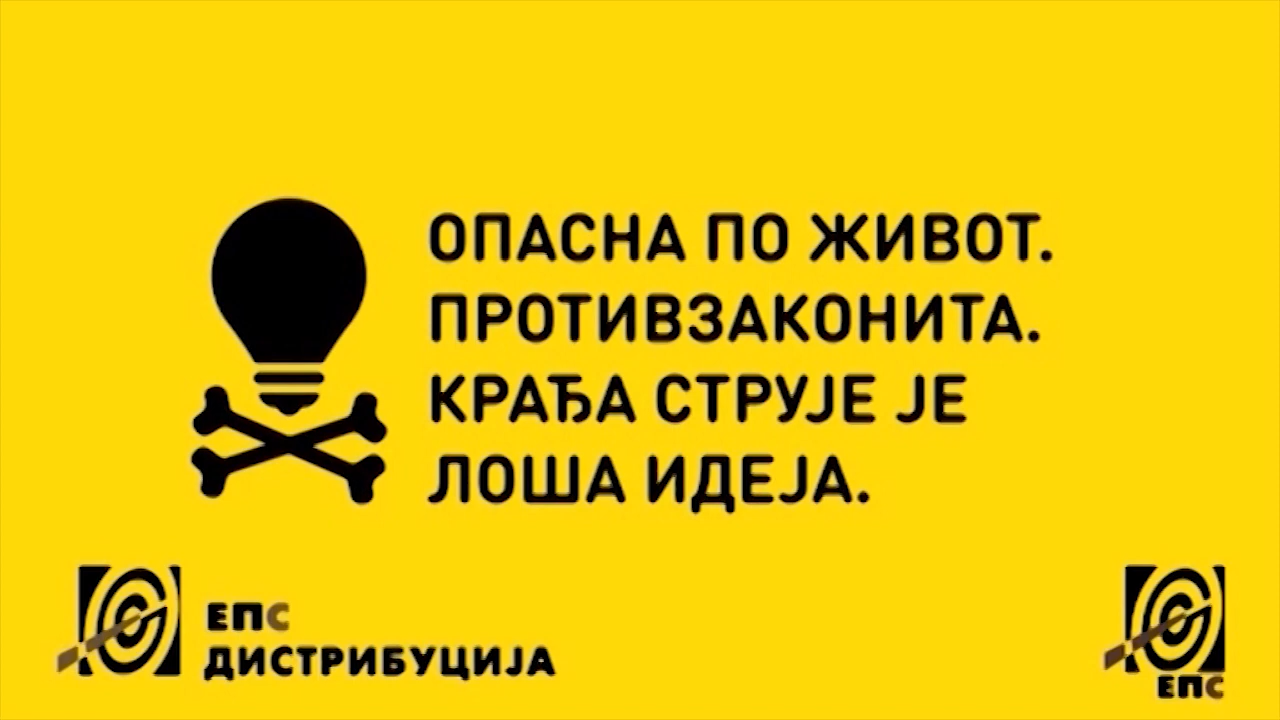 ОПАСНА ПО ЖИВОТ.
ПРОТИВЗАКОНИТА.
КРАЂА СТРУЈЕ ЈЕ
ЛОША ИДЕЈА.
ЕПС
ДИСТРИБУЦИЈА
ЕПС